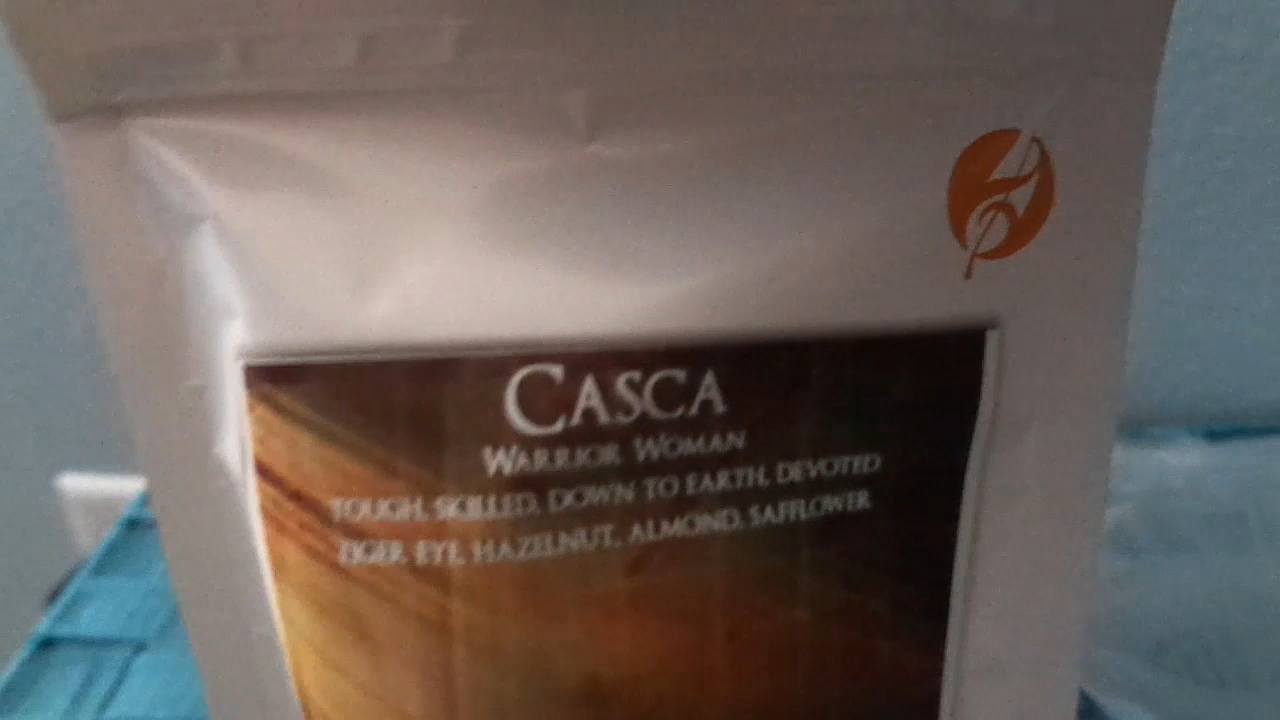 CASCA
WARRIOR WOMAN
TOUGH, SKILLED, DOWN TO EARTH, DEVOTED
TIGER EYE, HAZELNUT, ALMOND, SAFFLOWER